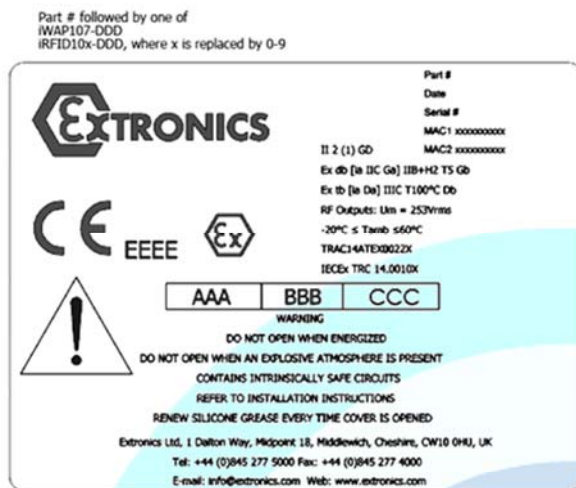 Part # followed by one of
iWAP107-DDD
iRFID10x-DDD, where x is replaced by 0-9
Part #
Date
Serial #
MAC1 xxxxxxxxxx
MAC2 xxxxxxxxxx
EXTRONICS
II 2 (1) GD
Ex db [ia IIC Ga] IIB+H2 T5 Gb
Ex tb [ia Da] IIIC T100°C Db
RF Outputs: Um = 253Vrms
-20°C ≤ Tamb ≤60°C
TRAC14ATEX0022X
IECEx TRC 14.0010X
CE EEEE Ex
AAA BBB CCC
WARNING
DO NOT OPEN WHEN ENERGIZED
DO NOT OPEN WHEN AN EXPLOSIVE ATMOSPHERE IS PRESENT
CONTAINS INTRINSICALLY SAFE CIRCUITS
REFER TO INSTALLATION INSTRUCTIONS
RENEW SILICONE GREASE EVERY TIME COVER IS OPENED
Extronics Ltd, 1 Dalton Way, Midpoint 18, Middlewich, Cheshire, CW10 0HU, UK
Tel: +44 (0)845 277 5000 Fax: +44 (0)845 277 4000
E-mail: info@extronics.com Web: www.extronics.com